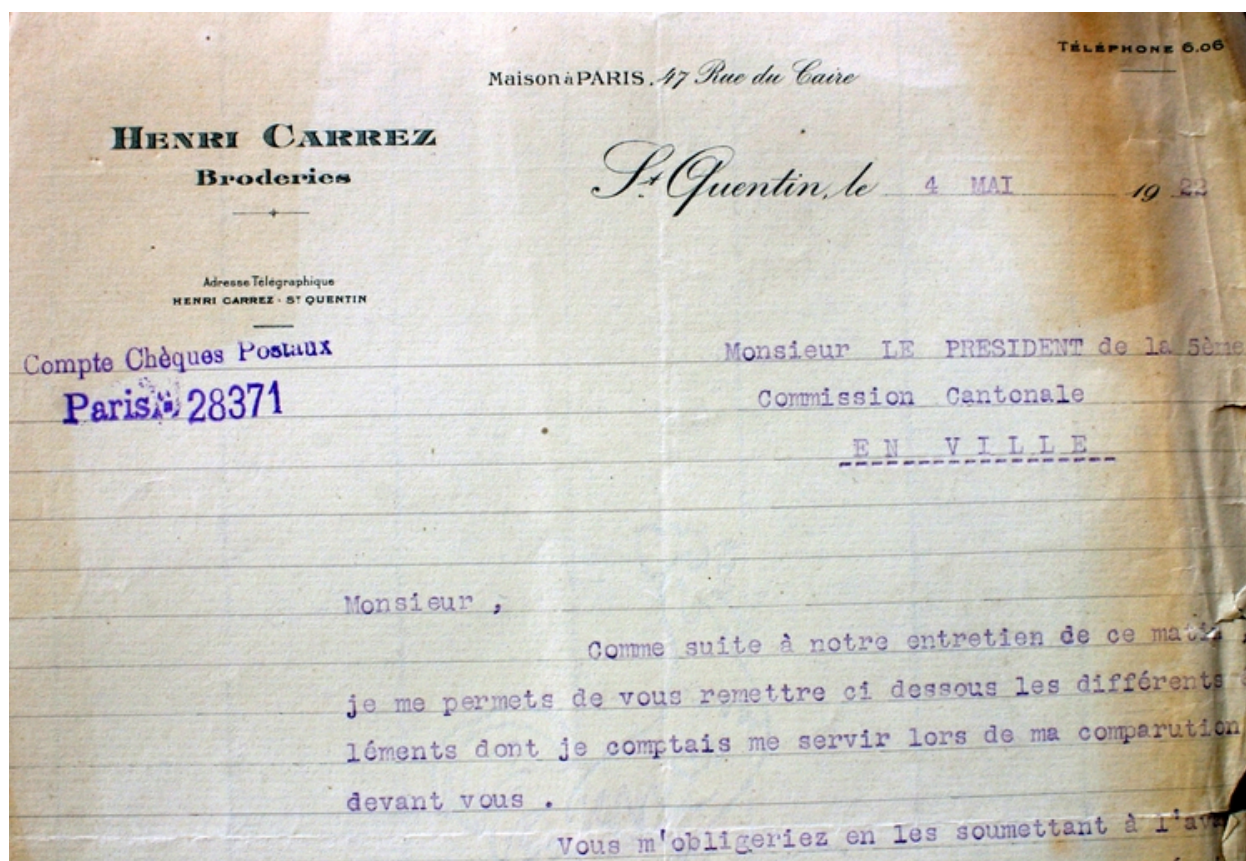 TÉLÉPHONE 6.06
Maison à PARIS. 47 Rue du Caire
HENRI CARREZ
Broderies
St Quentin, le 4 MAI 19 22
Adresse Télégraphique
HENRI CARREZ - ST QUENTIN
Compte Chèques Postaux
Paris 28371
Monsieur LE PRESIDENT de la 5ème
Commission Cantonale
EN VILLE
Monsieur ,
Comme suite à notre entretien de ce matin
je me permets de vous remettre ci dessous les différents
léments dont je comptais me servir lors de ma comparution
devant vous .
Vous m'obligeriez en les soumettant à